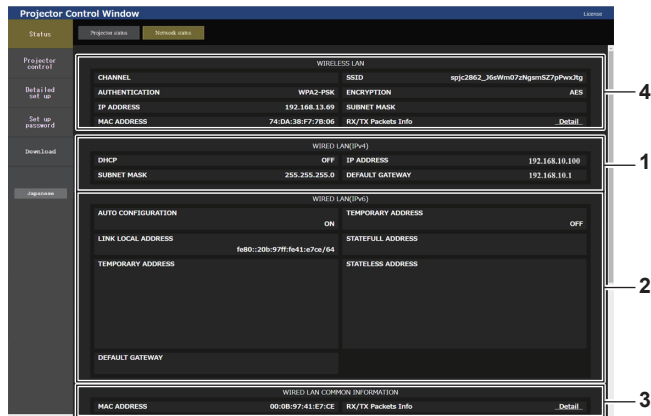 Projector Control Window
License
Status
Projector status
Network status
Projector control
Detailed set up
Set up password
Download
Japanese
WIRELESS LAN
CHANNEL
SSID spjc2862_J6sWm07zNgsmSZ7pPwxJtg
AUTHENTICATION WPA2-PSK ENCRYPTION AES
IP ADDRESS 192.168.13.69 SUBNET MASK
MAC ADDRESS 74:DA:38:F7:7B:06 RX/TX Packets Info Detail
4
WIRED LAN(IPv4)
DHCP OFF IP ADDRESS 192.168.10.100
SUBNET MASK 255.255.255.0 DEFAULT GATEWAY 192.168.10.1
1
WIRED LAN(IPv6)
AUTO CONFIGURATION TEMPORARY ADDRESS
ON OFF
LINK LOCAL ADDRESS STATEFULL ADDRESS
fe80::20b:97ff:fe41:e7ce/64
TEMPORARY ADDRESS STATELESS ADDRESS
2
DEFAULT GATEWAY
WIRED LAN COMMON INFORMATION
MAC ADDRESS 00:0B:97:41:E7:CE RX/TX Packets Info Detail
3